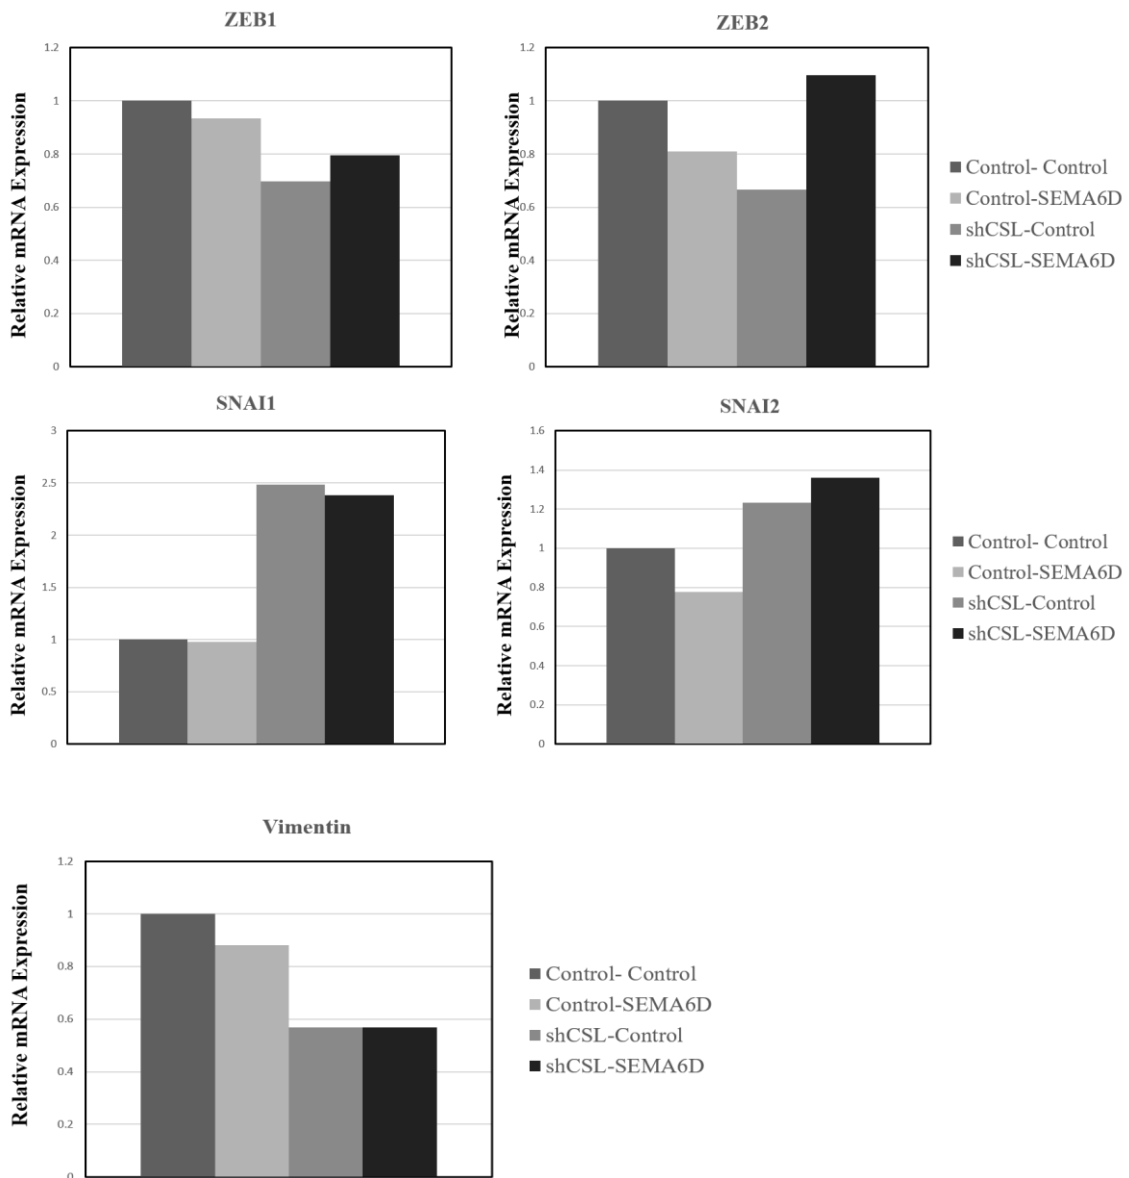 ZEB1
Relative mRNA Expression
1.2
1
0.8
0.6
0.4
0.2
0
ZEB2
Relative mRNA Expression
1.2
1
0.8
0.6
0.4
0.2
0
Control- Control
Control-SEMA6D
shCSL-Control
shCSL-SEMA6D
SNAI1
Relative mRNA Expression
3
2.5
2
1.5
1
0.5
0
SNAI2
Relative mRNA Expression
1.6
1.4
1.2
1
0.8
0.6
0.4
0.2
0
Control- Control
Control-SEMA6D
shCSL-Control
shCSL-SEMA6D
Vimentin
Relative mRNA Expression
1.2
1
0.8
0.6
0.4
0.2
0
Control- Control
Control-SEMA6D
shCSL-Control
shCSL-SEMA6D